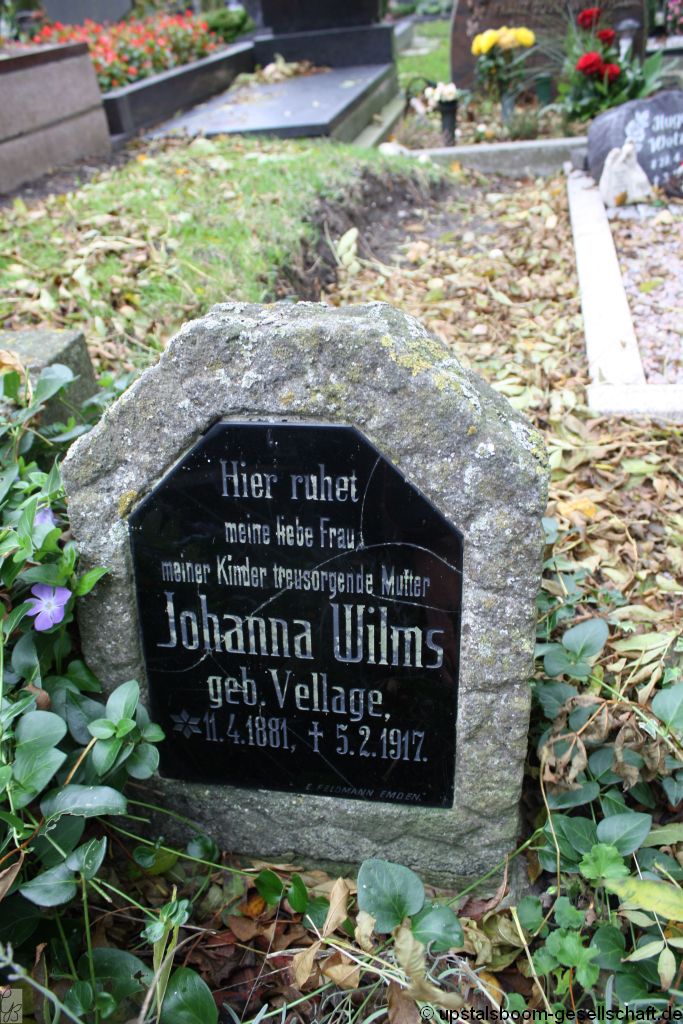 Hier ruhet
meine liebe Frau
meiner Kinder treusorgende Mutter
Johanna Wilms
geb. Vellage,
* 11.4.1881, † 5.2.1917.
E. FELDMANN EMDEN.
© upstalsboom-gesellschaft.de